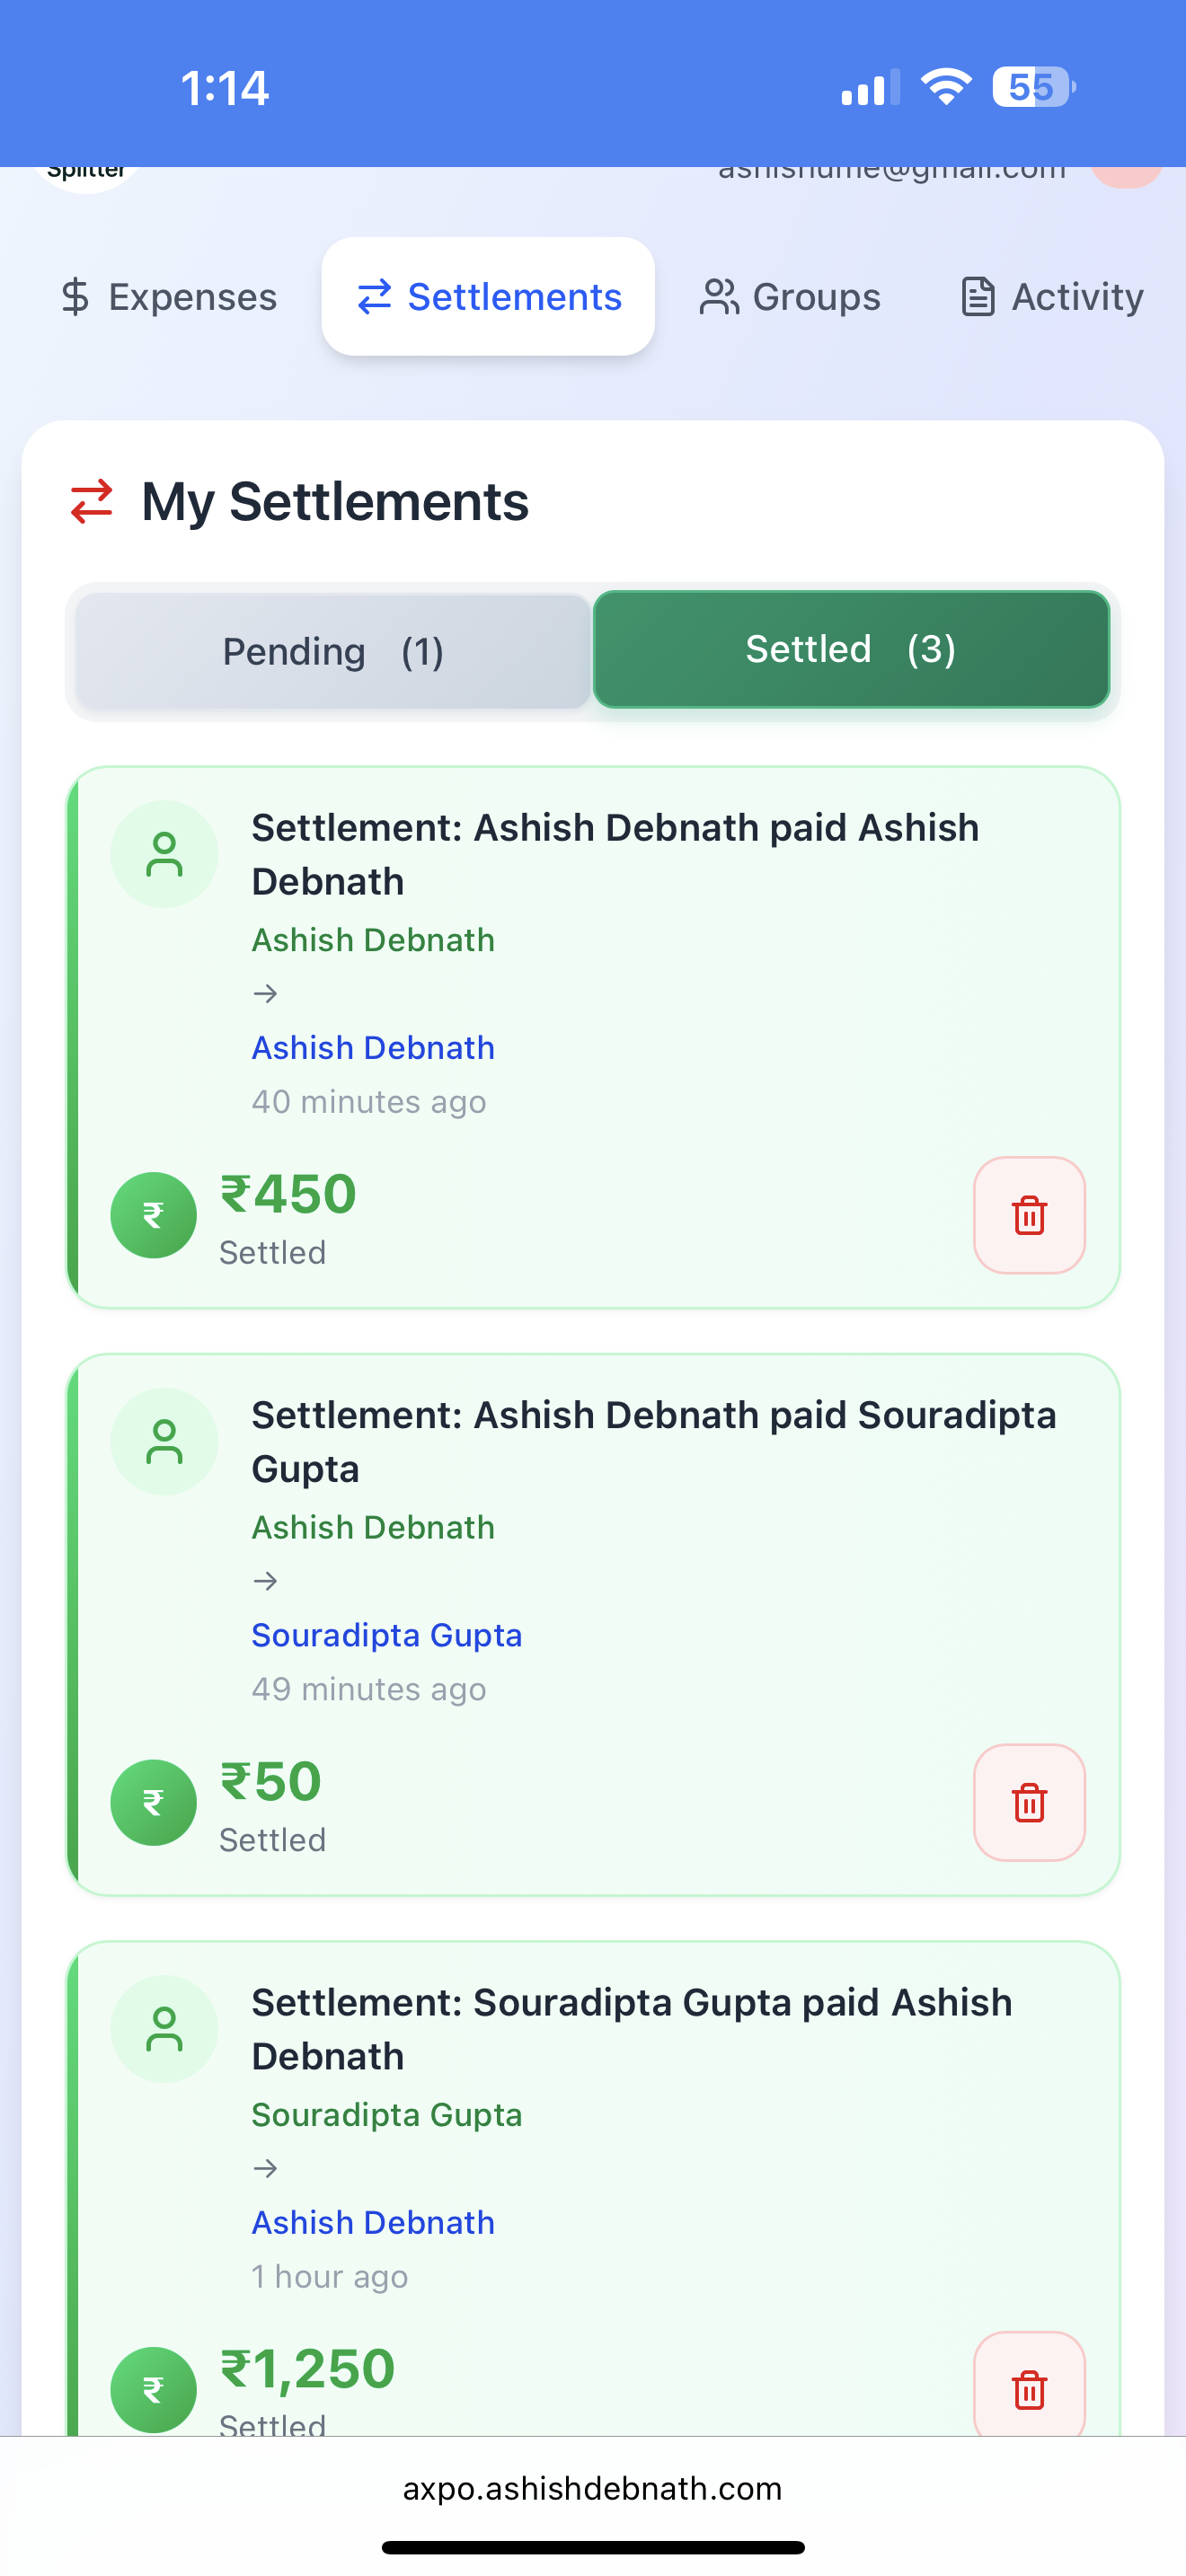 1:14
55
Splitter
ashishume@gmail.com
Expenses
Settlements
Groups
Activity
My Settlements
Pending (1)
Settled (3)
Settlement: Ashish Debnath paid Ashish
Debnath
Ashish Debnath
→
Ashish Debnath
40 minutes ago
₹
₹450
Settled
Settlement: Ashish Debnath paid Souradipta
Gupta
Ashish Debnath
→
Souradipta Gupta
49 minutes ago
₹
₹50
Settled
Settlement: Souradipta Gupta paid Ashish
Debnath
Souradipta Gupta
→
Ashish Debnath
1 hour ago
₹
₹1,250
Settled
axpo.ashishdebnath.com